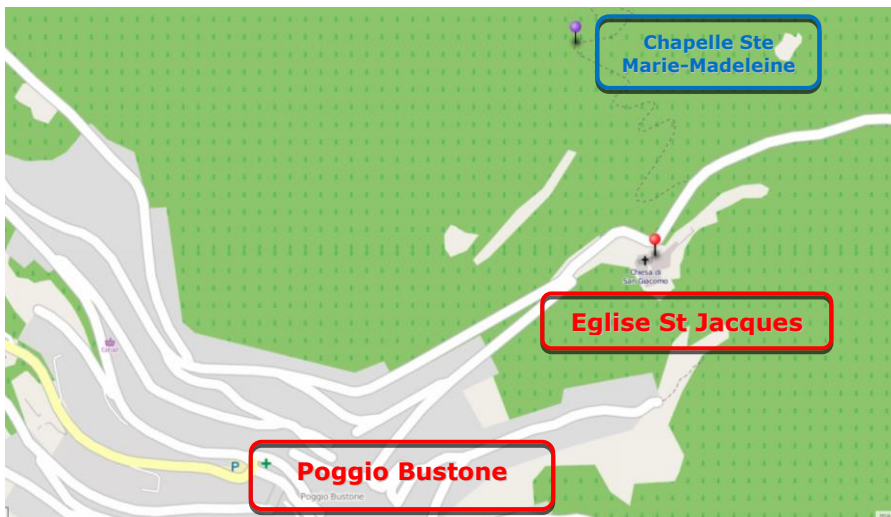 Chapelle Ste
Marie-Madeleine
Chiesa di
San Giacomo
Eglise St Jacques
P
Poggio Bustone
Poggio Bustone